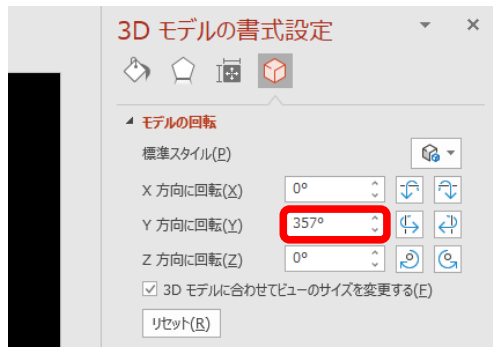 3D モデルの書式設定
モデルの回転
標準スタイル(P)
X 方向に回転(X) 0°
Y 方向に回転(Y) 357°
Z 方向に回転(Z) 0°
3D モデルに合わせてビューのサイズを変更する(F)
リセット(R)